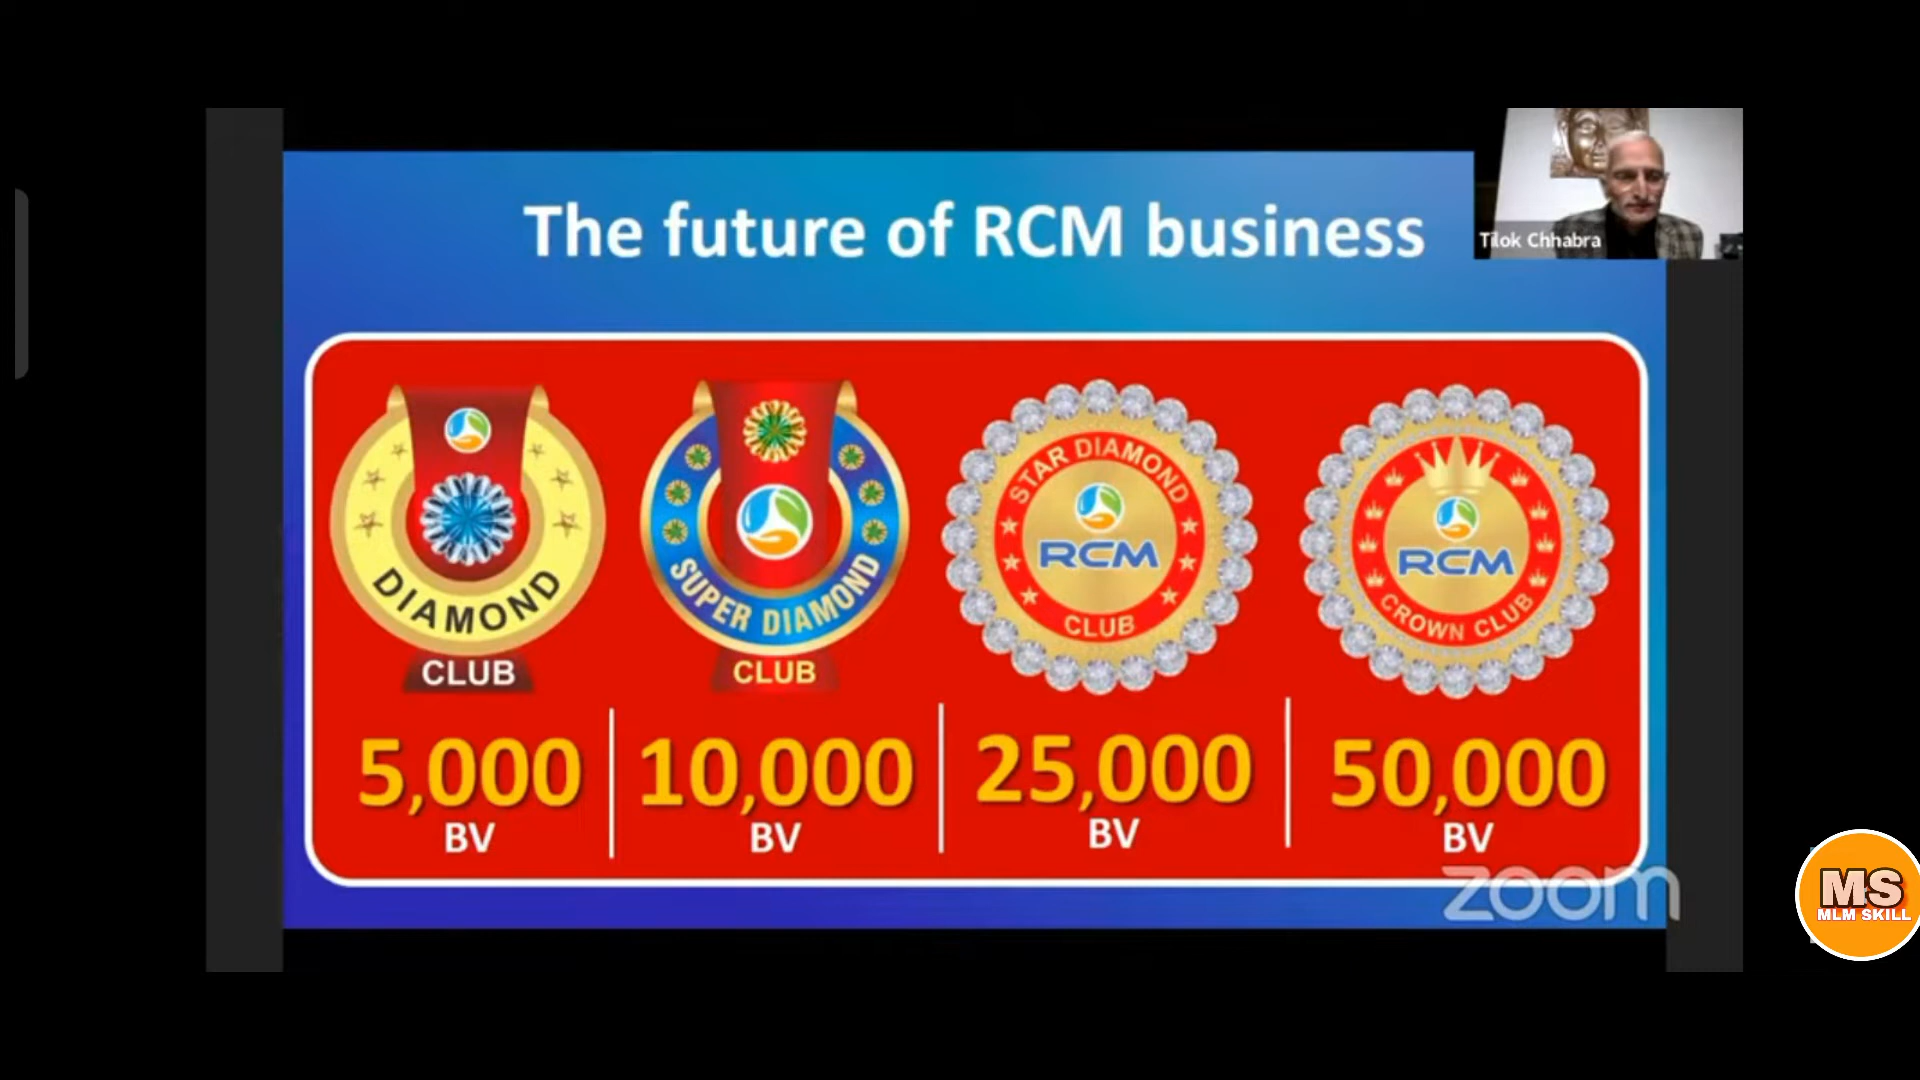 The future of RCM business
Tilok Chhabra
DIAMOND
CLUB
5,000
BV
SUPER DIAMOND
CLUB
10,000
BV
STAR DIAMOND
RCM
CLUB
25,000
BV
RCM
CROWN CLUB
50,000
BV
zoom
MS
MLM SKILL